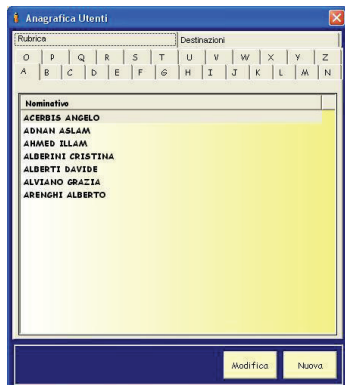 Anagrafica Utenti
Rubrica Destinazioni
O P Q R S T U V W X Y Z
A B C D E F G H I J K L M N
Nominativo
ACERBIS ANGELO
ADNAN ASLAM
AHMED ILLAM
ALBERINI CRISTINA
ALBERTI DAVIDE
ALVIANO GRAZIA
ARENGHI ALBERTO
Modifica Nuova